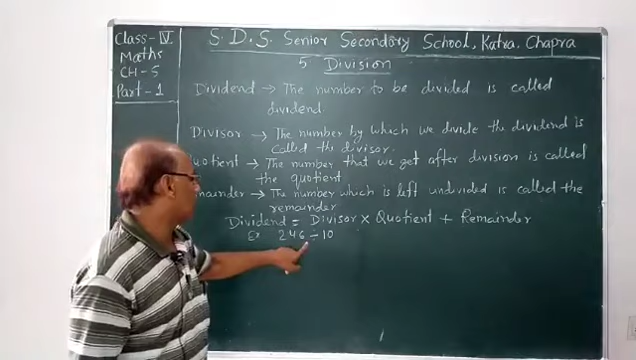 Class - IV
Maths
CH - 5
Part - 1
S. D. S. Senior Secondary School, Katra, Chapra
5 Division
Dividend → The number to be divided is called
dividend.
Divisor → The number by which we divide the dividend is
called the divisor.
uotient → The number that we get after division is called
the quotient
mainder → The number which is left undivided is called the
remainder
Dividend = Divisor × Quotient + Remainder
Ex 246 ÷ 10